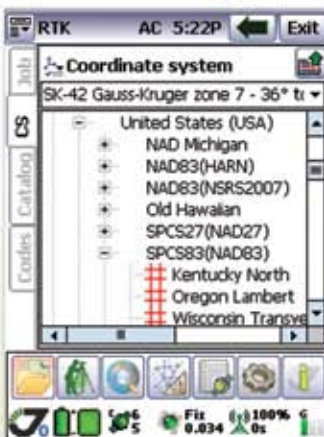 RTK AC 5:22P Exit
Job
CS
Catalog
Codes
Coordinate system
SK-42 Gauss-Kruger zone 7 - 36° t
United States (USA)
NAD Michigan
NAD83(HARN)
NAD83(NSRS2007)
Old Hawaiian
SPCS27(NAD27)
SPCS83(NAD83)
Kentucky North
Oregon Lambert
Wisconsin Transve
Fix 100%
0.034 0s